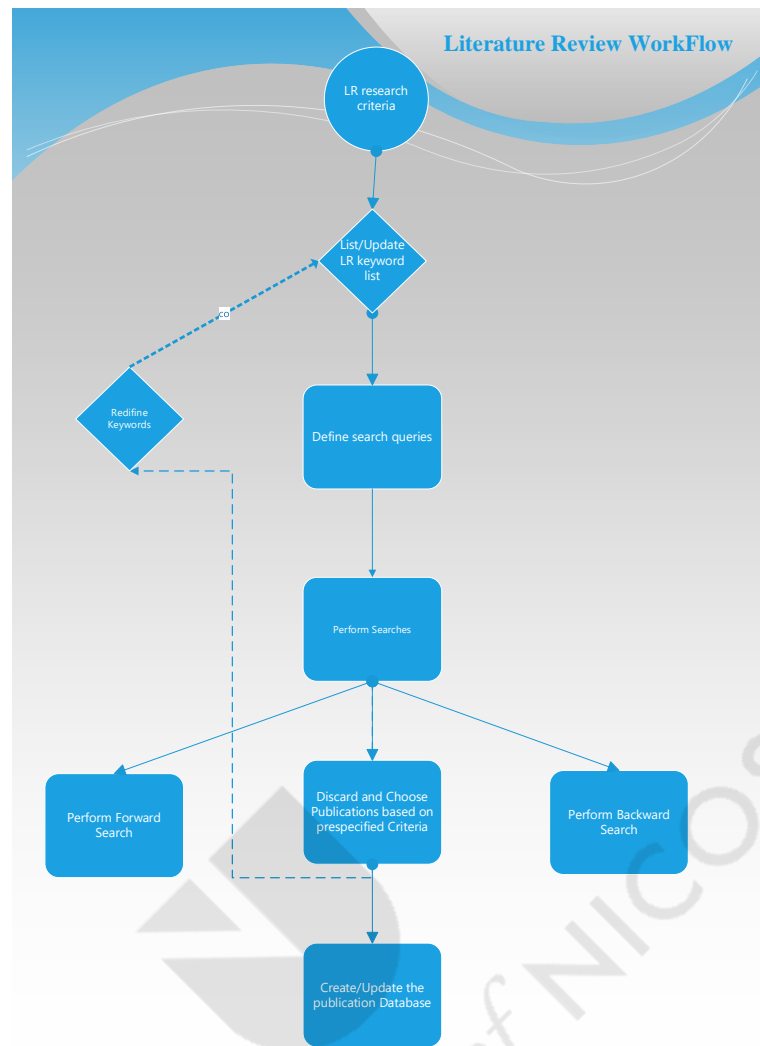 Literature Review WorkFlow
LR research
criteria
List/Update
LR keyword
list
co
Redifine
Keywords
Define search queries
Perform Searches
Perform Forward
Search
Discard and Choose
Publications based on
prespecified Criteria
Perform Backward
Search
Create/Update the
publication Database
of NICOS